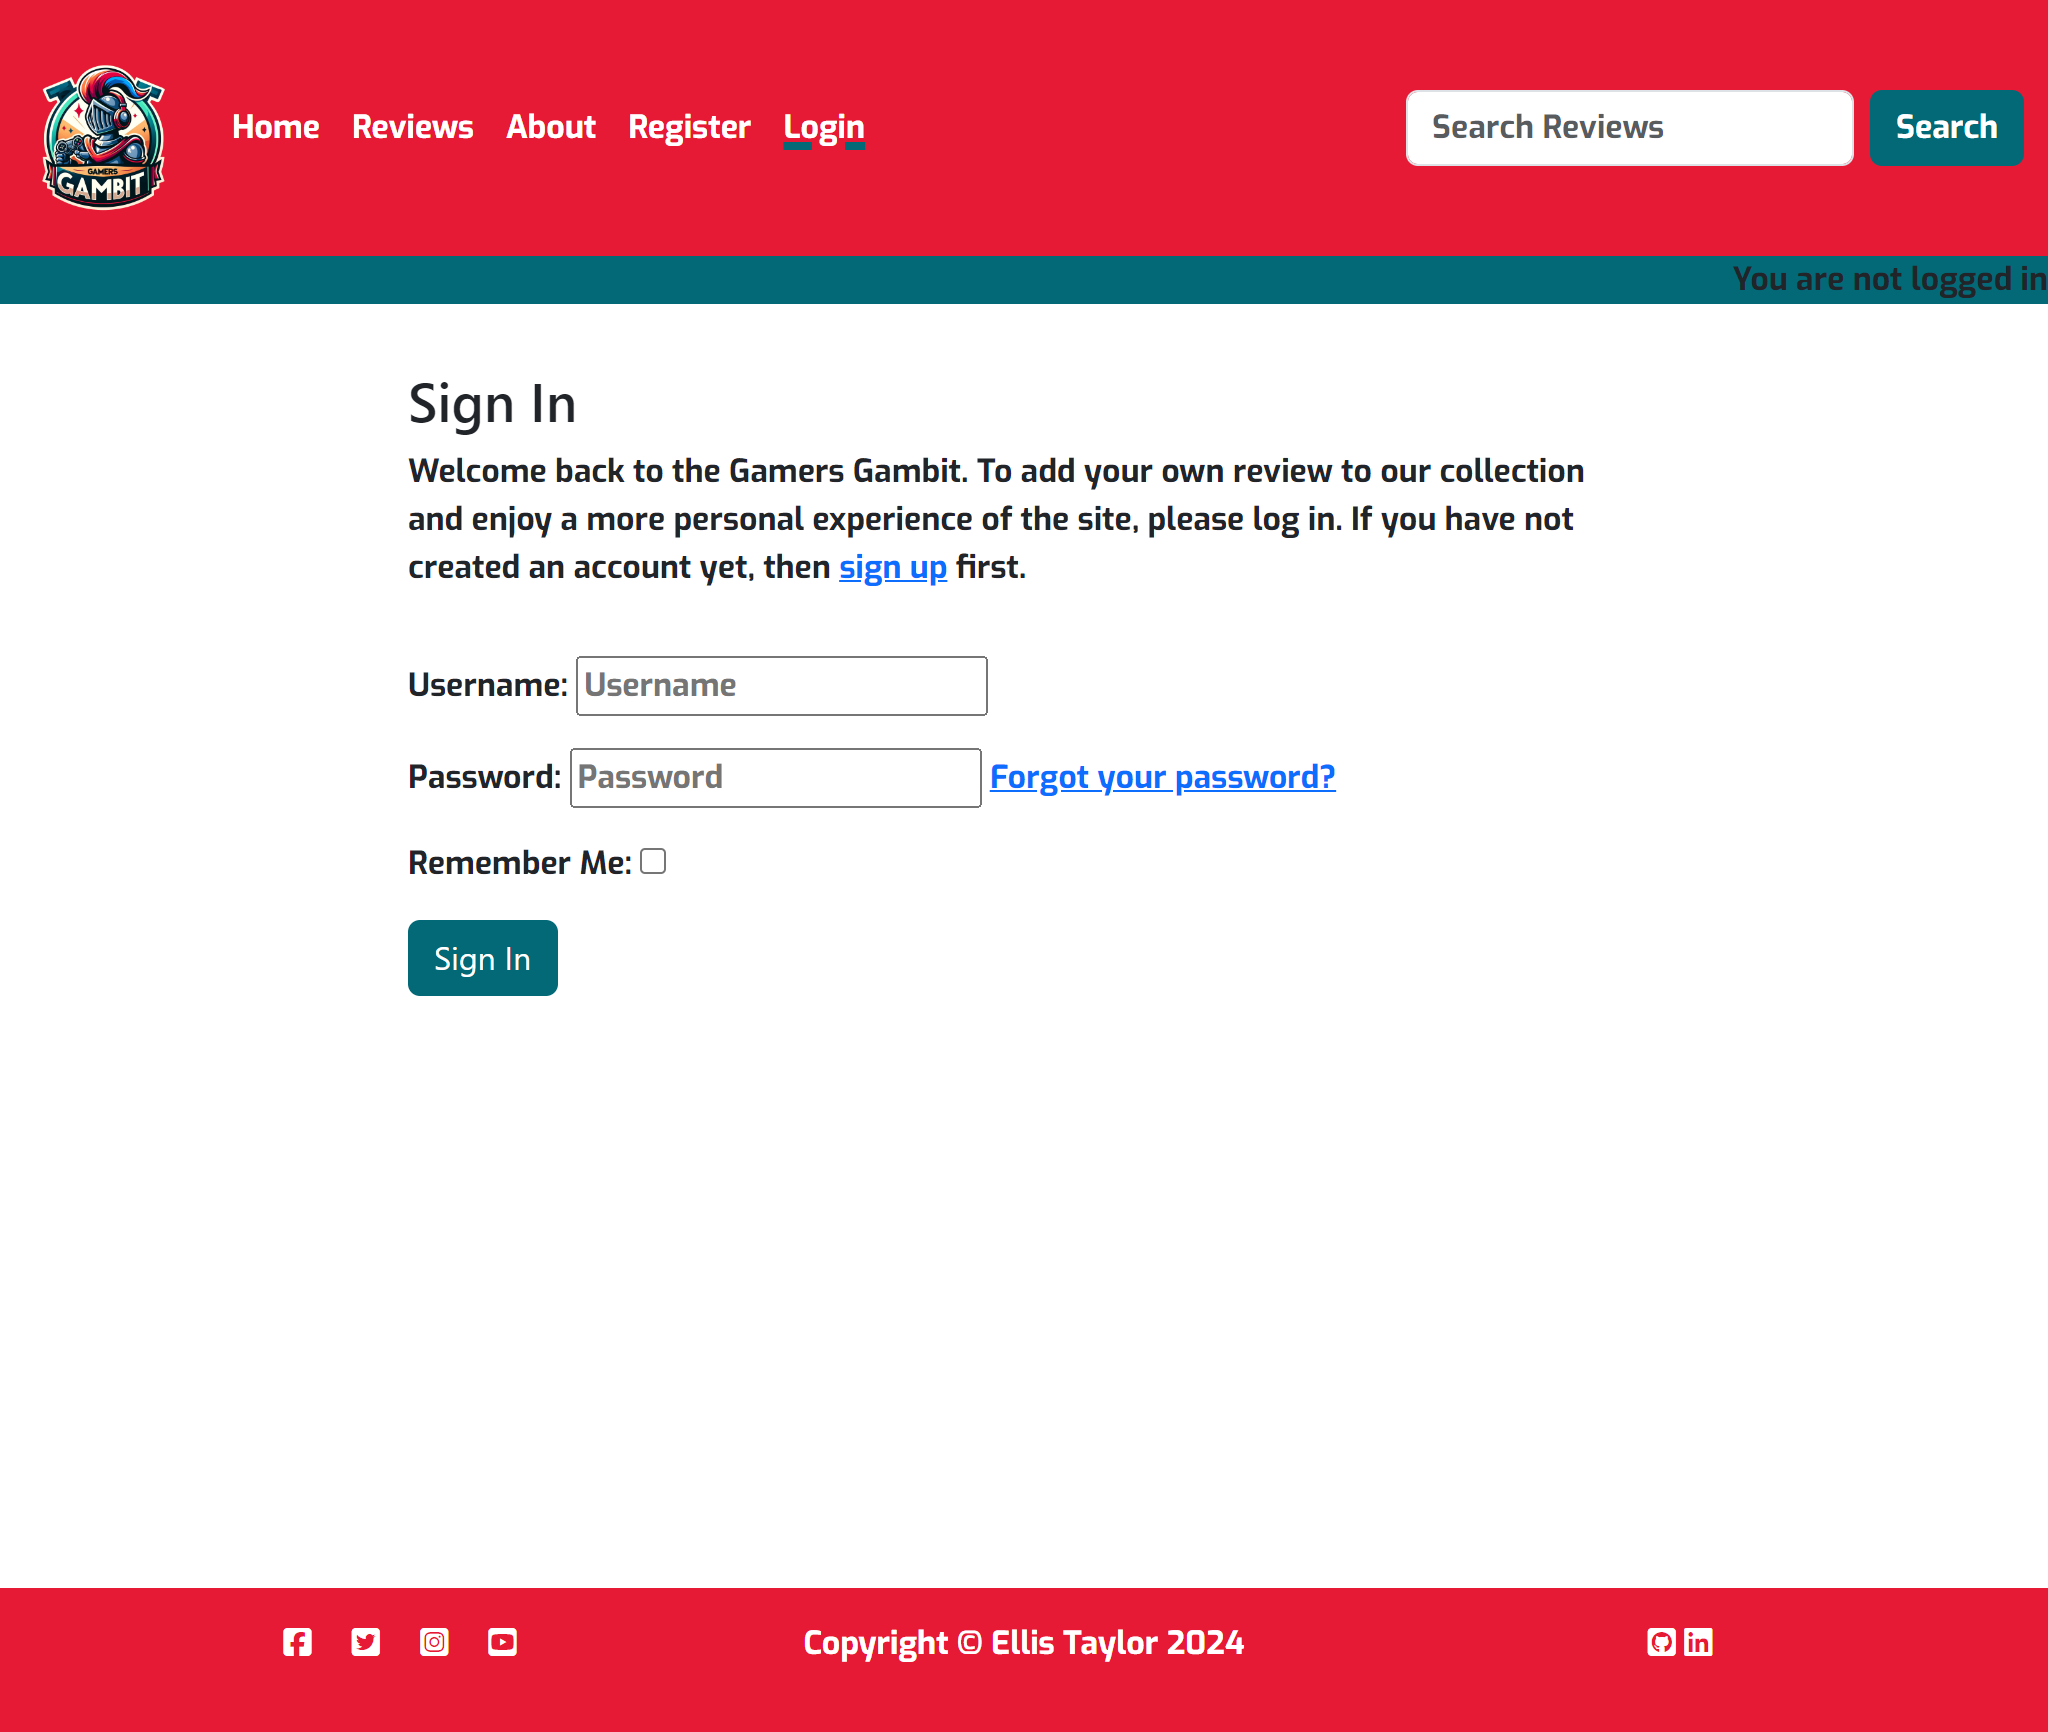 GAMERS
GAMBIT
Home Reviews About Register Login
Search Reviews
Search
You are not logged in
Sign In
Welcome back to the Gamers Gambit. To add your own review to our collection
and enjoy a more personal experience of the site, please log in. If you have not
created an account yet, then sign up first.
Username: Username
Password: Password Forgot your password?
Remember Me:
Sign In
Copyright © Ellis Taylor 2024